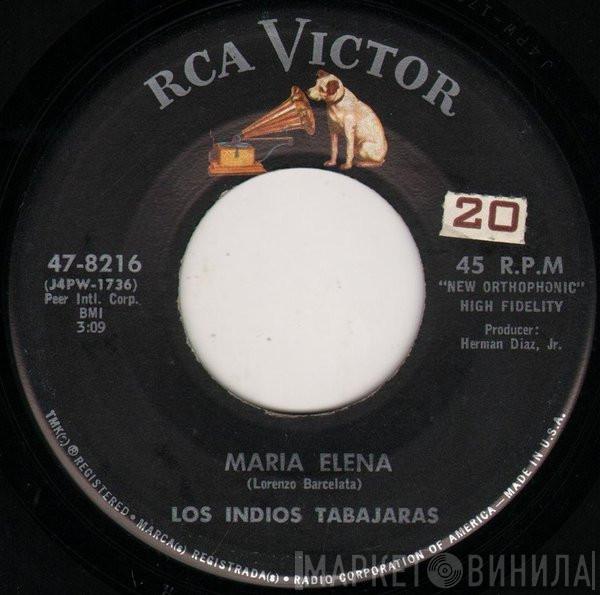 RCA VICTOR
20
47-8216
(J4PW-1736)
Peer Intl. Corp.
BMI
3:09
45 R.P.M
"NEW ORTHOPHONIC"
HIGH FIDELITY
Producer:
Herman Diaz, Jr.
MARIA ELENA
(Lorenzo Barcelata)
LOS INDIOS TABAJARAS
TMK(s) ® REGISTERED • MARCA(s) REGISTRADA(s) • RADIO CORPORATION OF AMERICA—MADE IN U.S.A.
МАРКЕТ ВИНИЛА